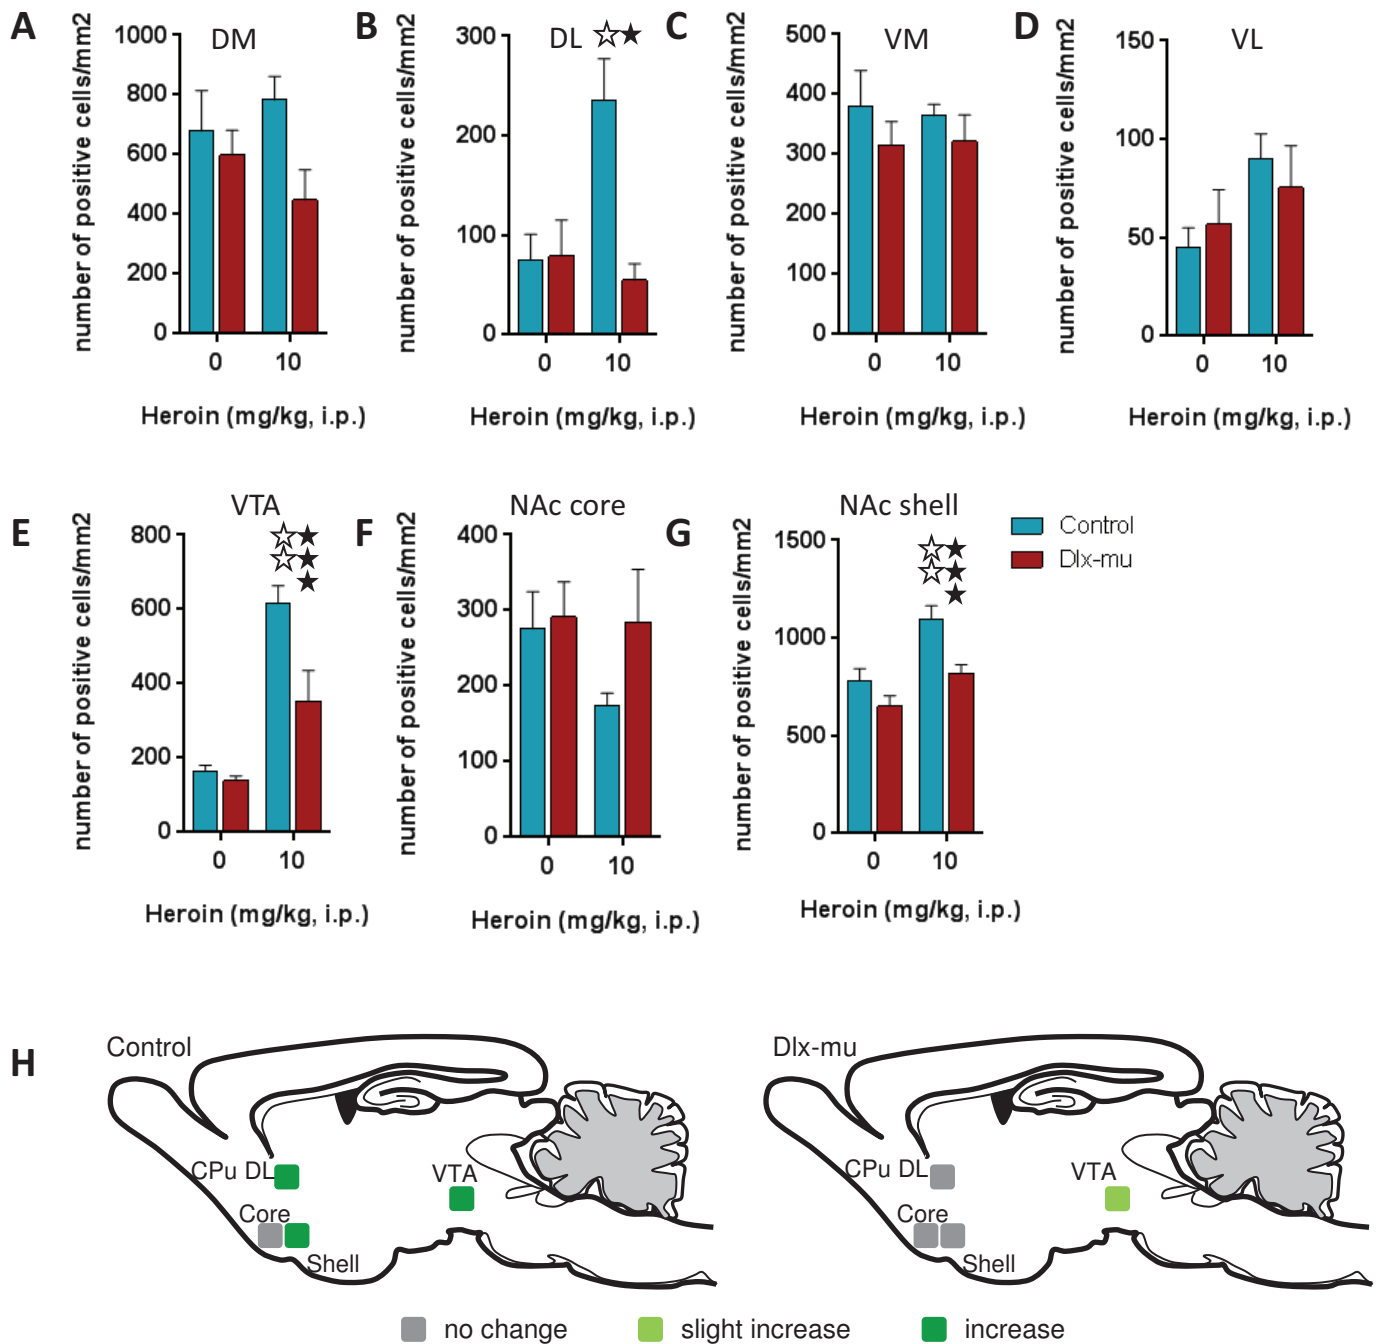 A
DM
number of positive cells/mm2
1000
800
600
400
200
0
0 10
Heroin (mg/kg, i.p.)
B
DL ☆★
number of positive cells/mm2
300
200
100
0
0 10
Heroin (mg/kg, i.p.)
C
VM
number of positive cells/mm2
500
400
300
200
100
0
0 10
Heroin (mg/kg, i.p.)
D
VL
number of positive cells/mm2
150
100
50
0
0 10
Heroin (mg/kg, i.p.)
E
VTA
☆★
☆★
★
number of positive cells/mm2
800
600
400
200
0
0 10
Heroin (mg/kg, i.p.)
F
NAc core
number of positive cells/mm2
400
300
200
100
0
0 10
Heroin (mg/kg, i.p.)
G
NAc shell
☆★
☆★
★
number of positive cells/mm2
1500
1000
500
0
0 10
Heroin (mg/kg, i.p.)
Control
Dlx-mu
H
Control
CPu DL
VTA
Core
Shell
Dlx-mu
CPu DL
VTA
Core
Shell
no change
slight increase
increase